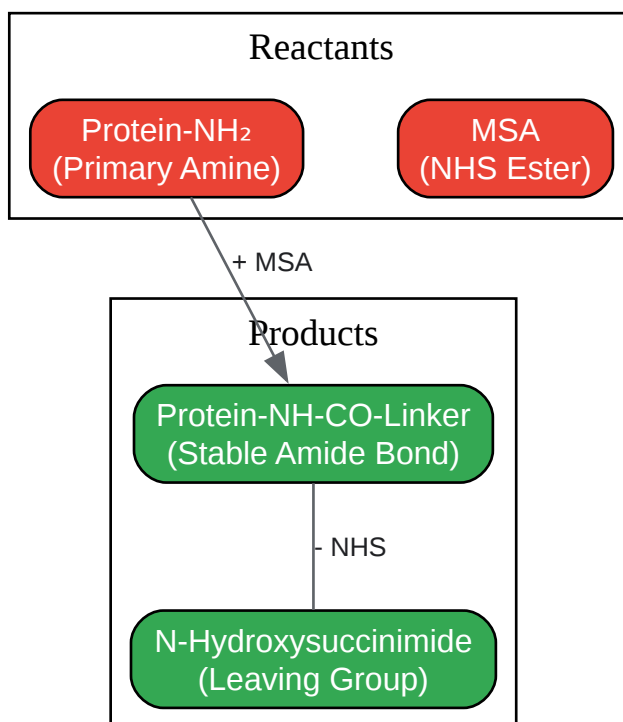 Reactants
Protein-NH₂
(Primary Amine)
MSA
(NHS Ester)
+ MSA
Products
Protein-NH-CO-Linker
(Stable Amide Bond)
- NHS
N-Hydroxysuccinimide
(Leaving Group)